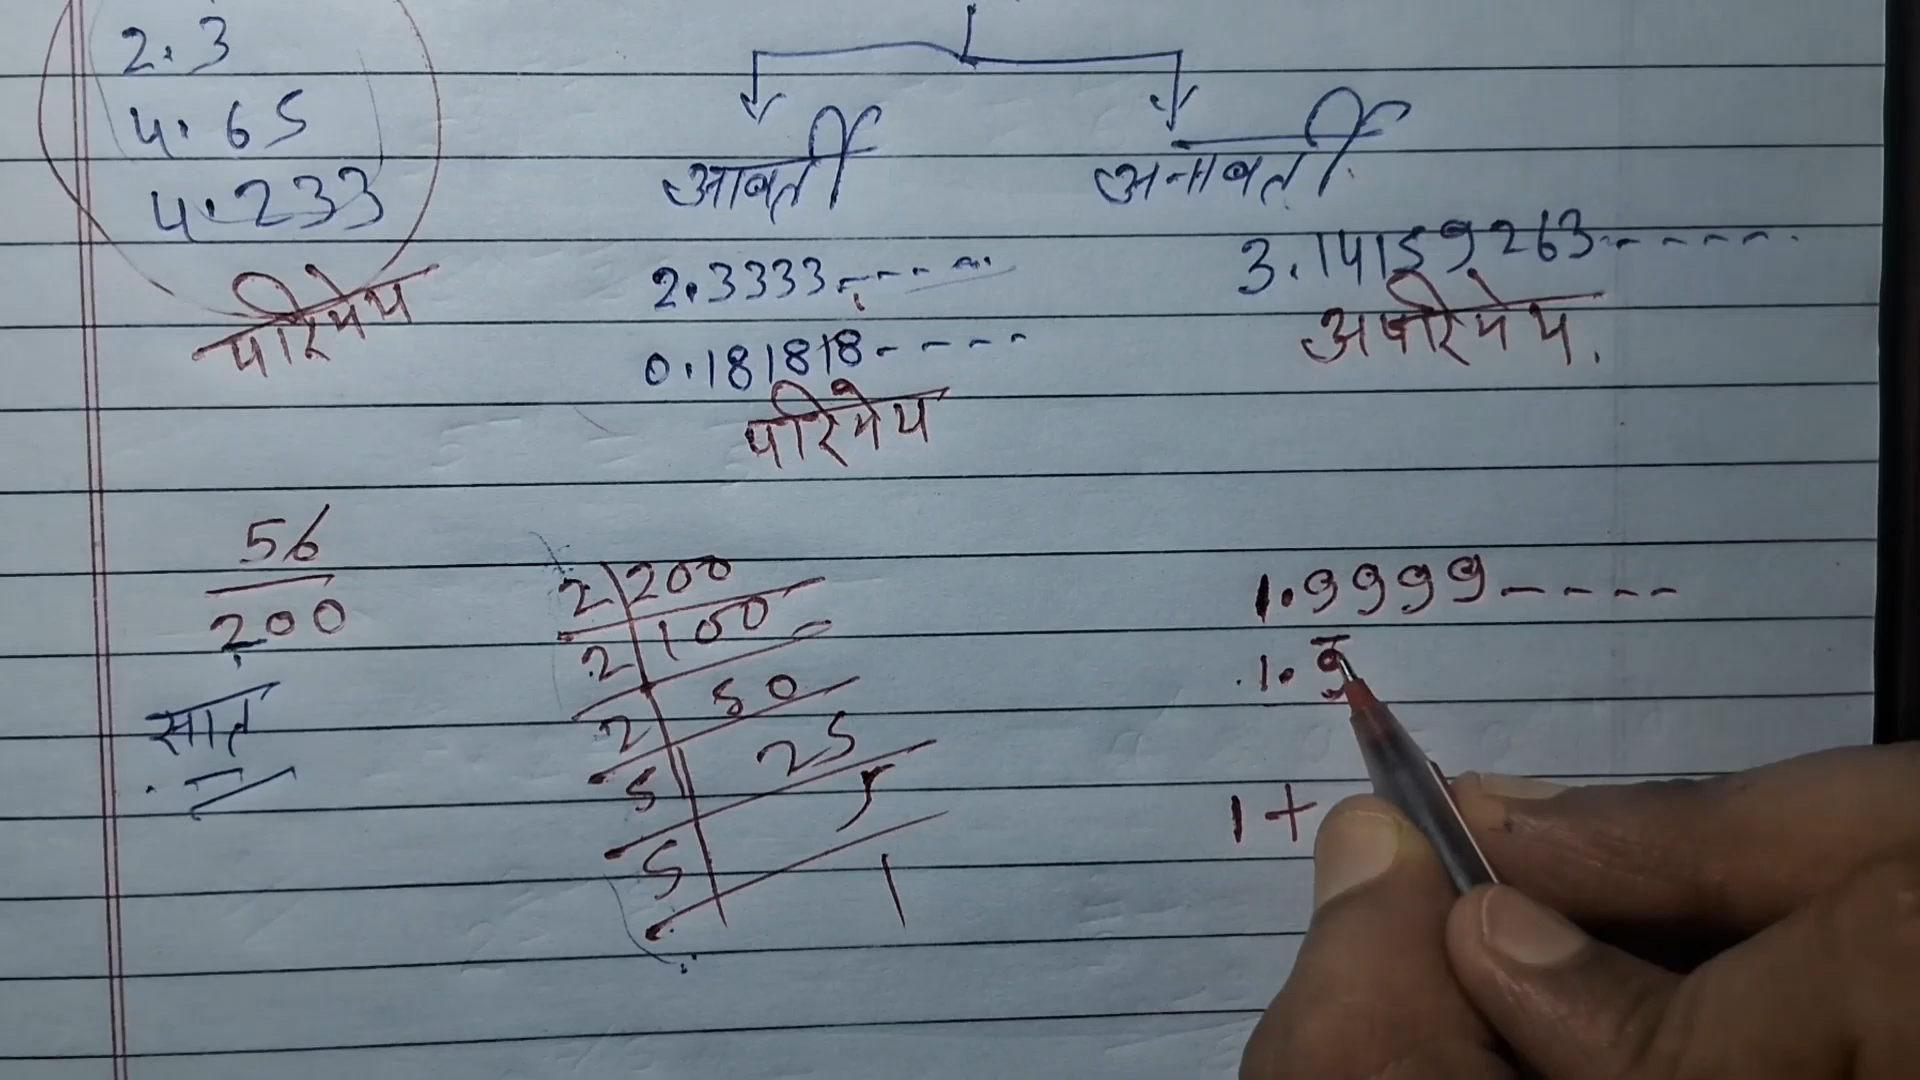 2.3
4.65
4.233
परिमेय
आवर्ती
2.3333-----
0.181818----
परिमेय
अनावर्ती
3.14159263-----
अपरिमेय.
56
200
सांत
2|200
2|100
2|50
5|25
5|5
1
1.9999----
1.9̅
1+